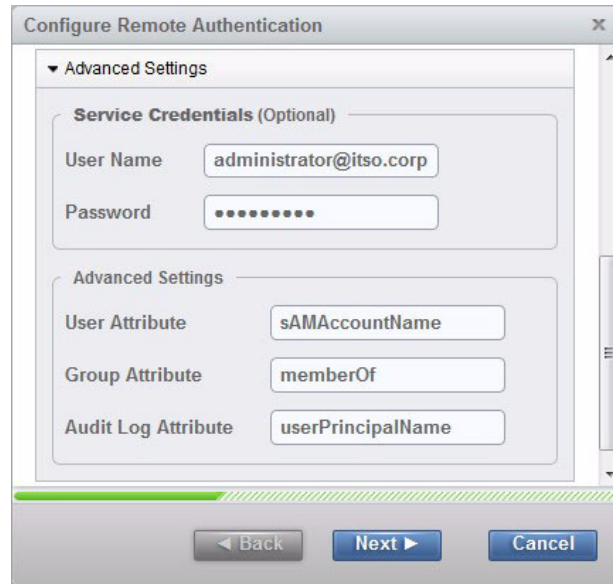 Configure Remote Authentication x
▼ Advanced Settings
Service Credentials (Optional)
User Name administrator@itso.corp
Password •••••••••
Advanced Settings
User Attribute sAMAccountName
Group Attribute memberOf
Audit Log Attribute userPrincipalName
◄ Back Next ► Cancel